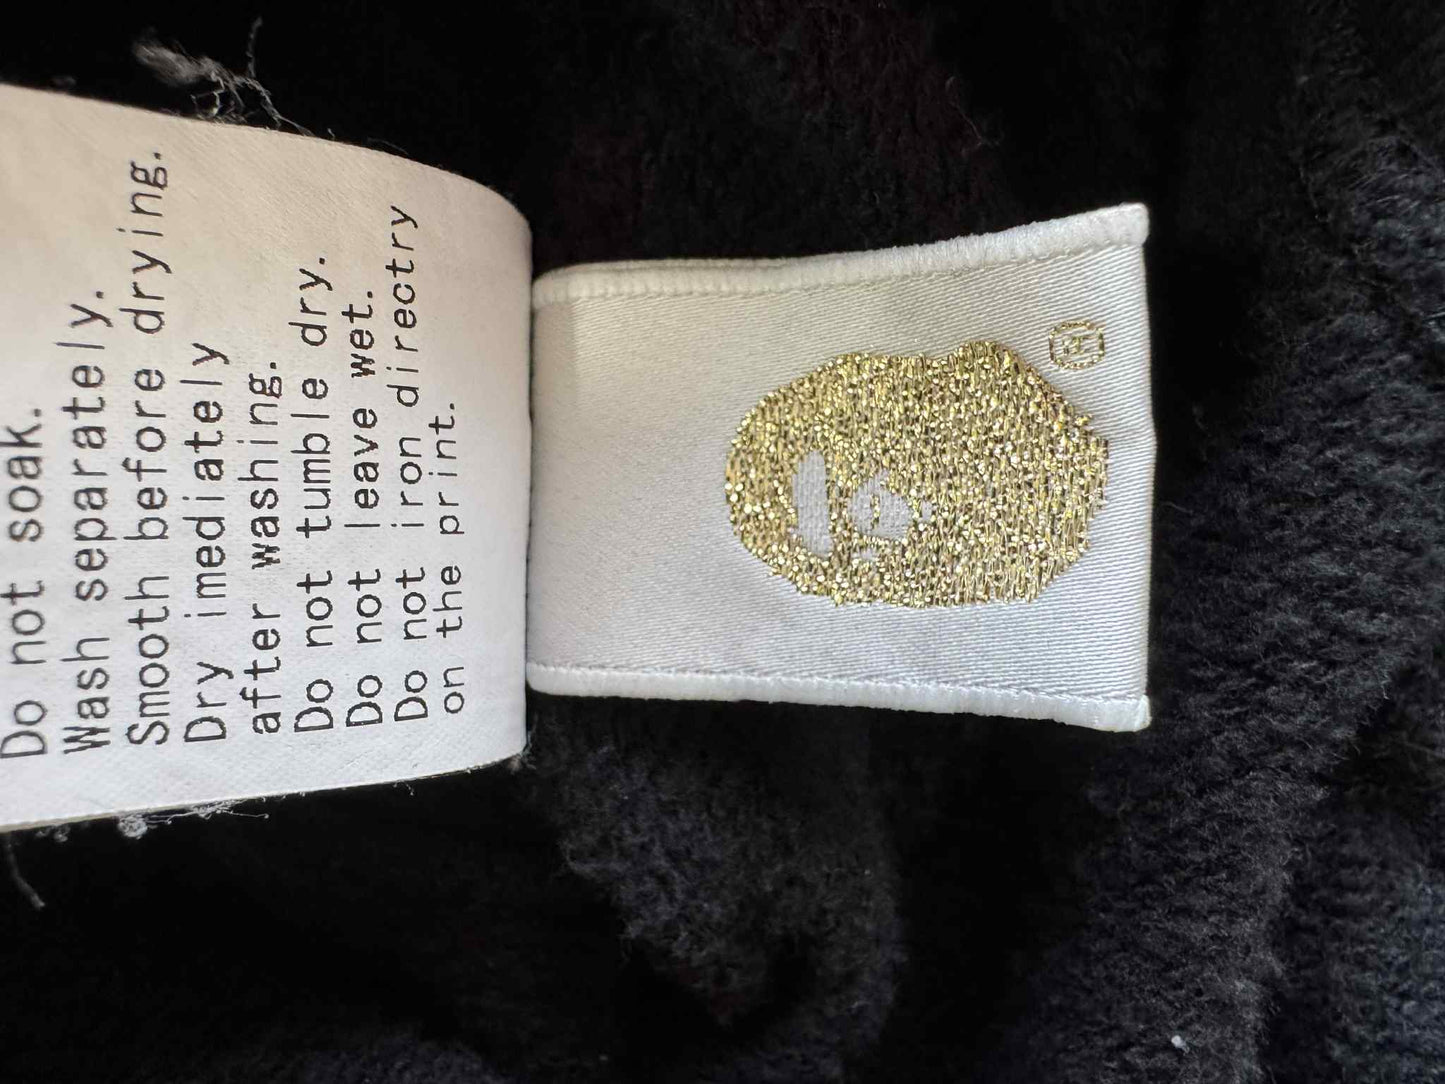 Do not soak.
Wash separately.
Smooth before drying.
Dry imediately
after washing.
Do not tumble dry.
Do not leave wet.
Do not iron directry
on the print.
®